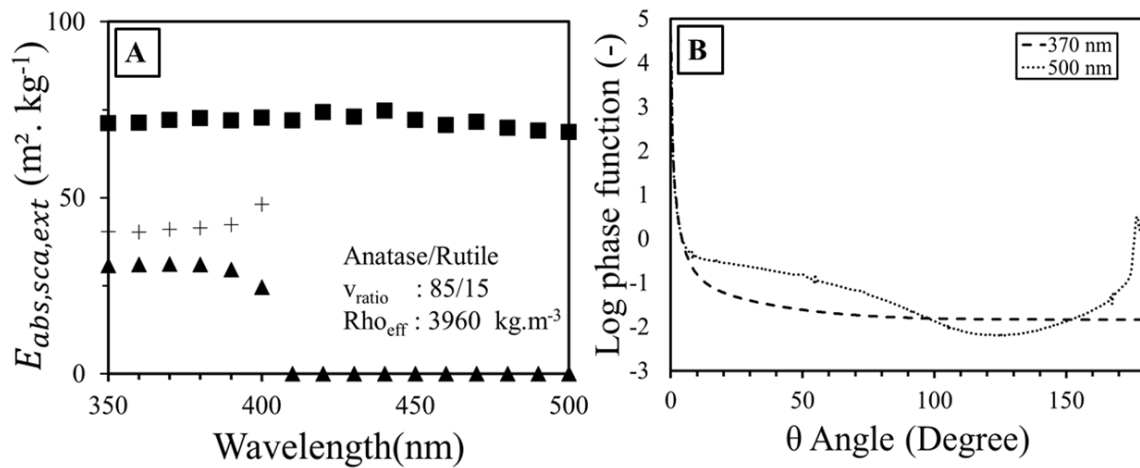 A
100
50
0
E_abs,sca,ext (m². kg⁻¹)
350
400
450
500
Wavelength(nm)
Anatase/Rutile
v_ratio : 85/15
Rho_eff : 3960 kg.m⁻³
B
370 nm
500 nm
5
4
3
2
1
0
-1
-2
-3
Log phase function (-)
0
50
100
150
θ Angle (Degree)